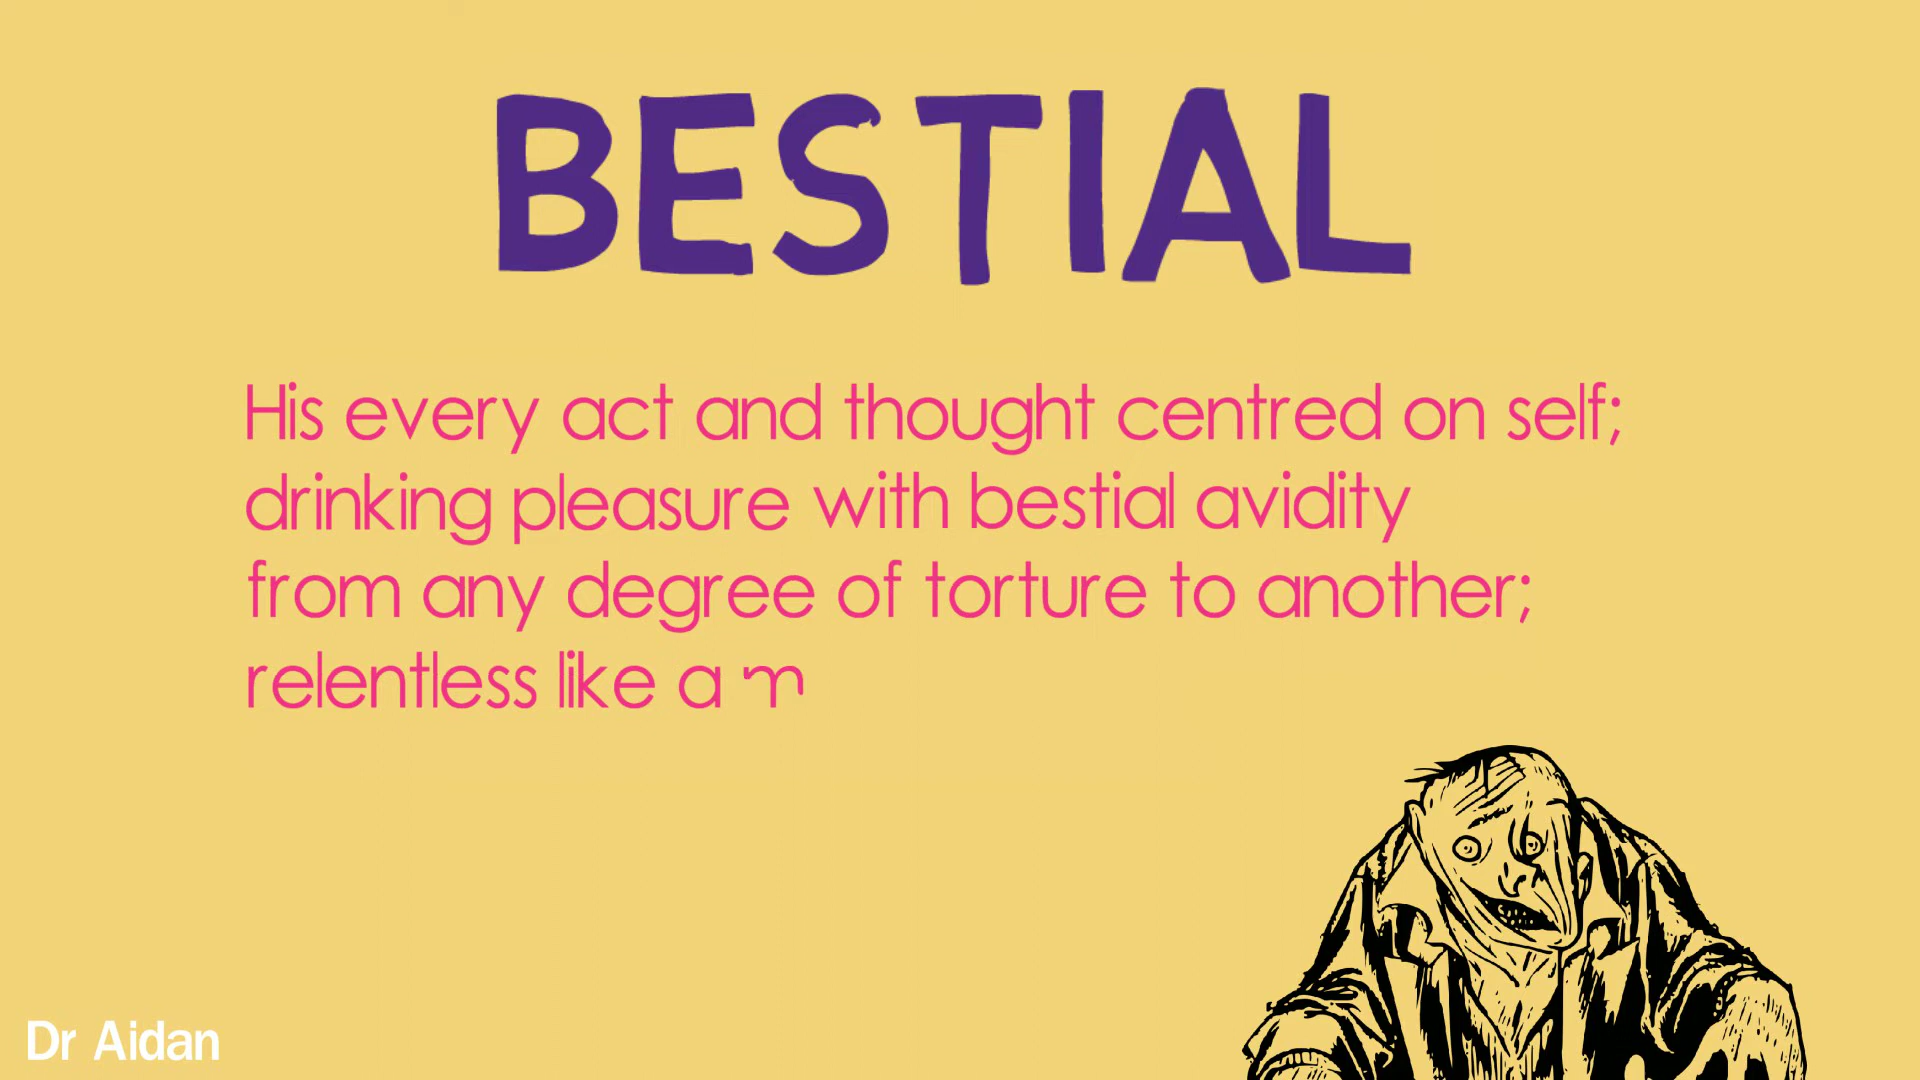 BESTIAL
His every act and thought centred on self;
drinking pleasure with bestial avidity
from any degree of torture to another;
relentless like a m
Dr Aidan